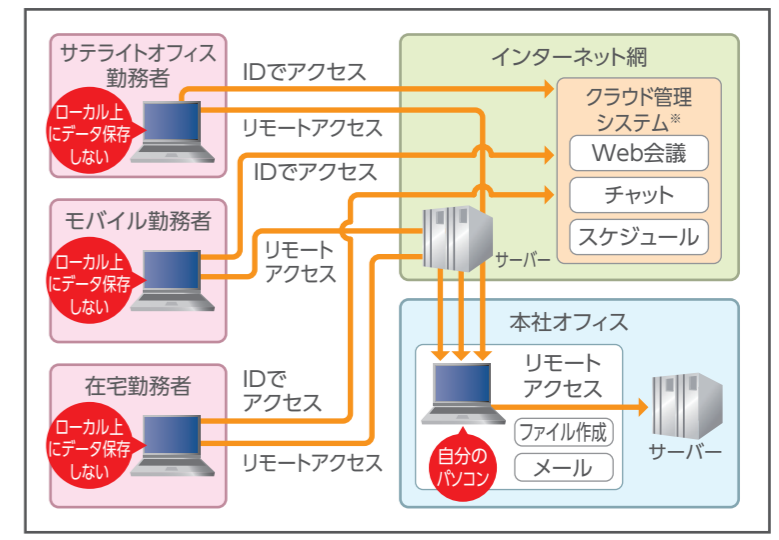 サテライトオフィス
勤務者
ローカル上
にデータ保存
しない
IDでアクセス
リモートアクセス
モバイル勤務者
ローカル上
にデータ保存
しない
IDでアクセス
リモート
アクセス
在宅勤務者
ローカル上
にデータ保存
しない
IDで
アクセス
リモートアクセス
インターネット網
クラウド管理
システム※
Web会議
チャット
スケジュール
サーバー
本社オフィス
リモート
アクセス
自分の
パソコン
ファイル作成
メール
サーバー